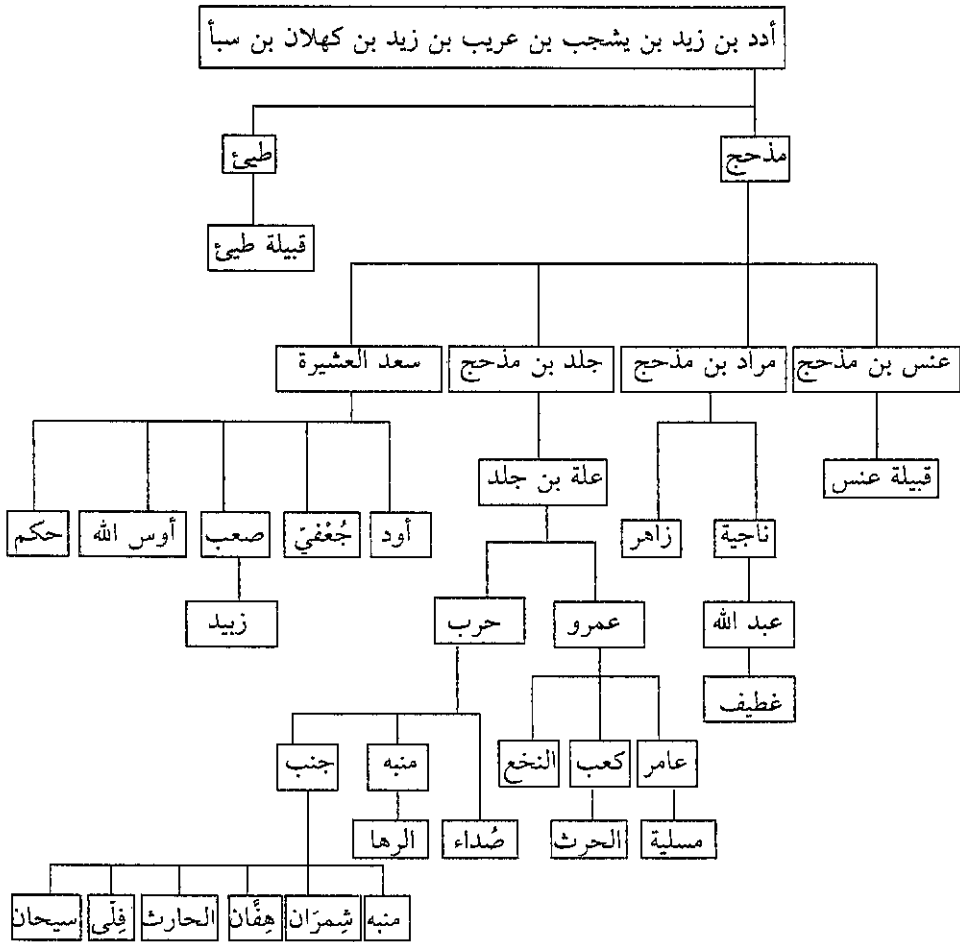 أدد بن زيد بن يشجب بن عريب بن زيد بن كهلان بن سبأ
مذحج
طيئ
قبيلة طيئ
عنس بن مذحج
مراد بن مذحج
جلد بن مذحج
سعد العشيرة
قبيلة عنس
علة بن جلد
ناجية
زاهر
أود
جُعْفيّ
صعب
أوس الله
حكم
عبد الله
عمرو
حرب
زبيد
غطيف
عامر
كعب
النخع
منبه
جنب
مسلية
الحرث
صُداء
الرها
منبه
شِمرَان
هِفَّان
الحارث
فِلَى
سيحان